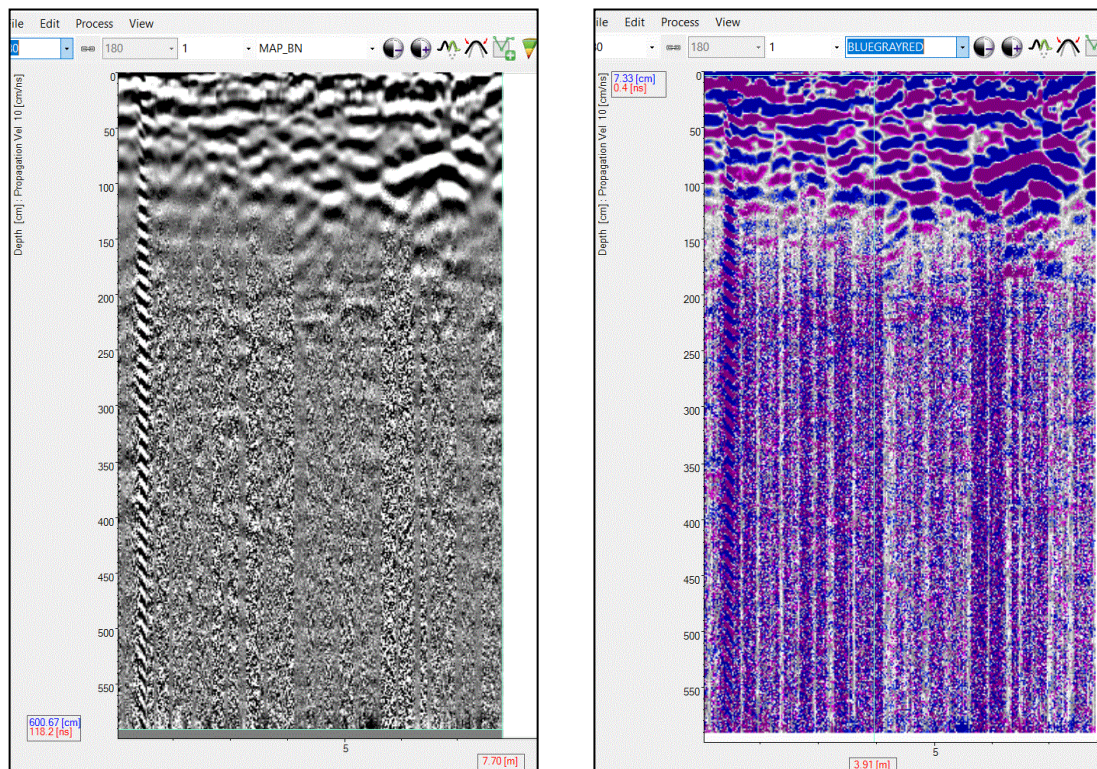 ile Edit Process View
80 180 1 MAP_BN
Depth [cm] : Propagation Vel 10 [cm/ns]
0
50
100
150
200
250
300
350
400
450
500
550
600.67 [cm]
118.2 [ns]
5
7.70 [m]
ile Edit Process View
80 180 1 BLUEGRAYRED
7.33 [cm]
0.4 [ns]
Depth [cm] : Propagation Vel 10 [cm/ns]
0
50
100
150
200
250
300
350
400
450
500
550
5
3.91 [m]